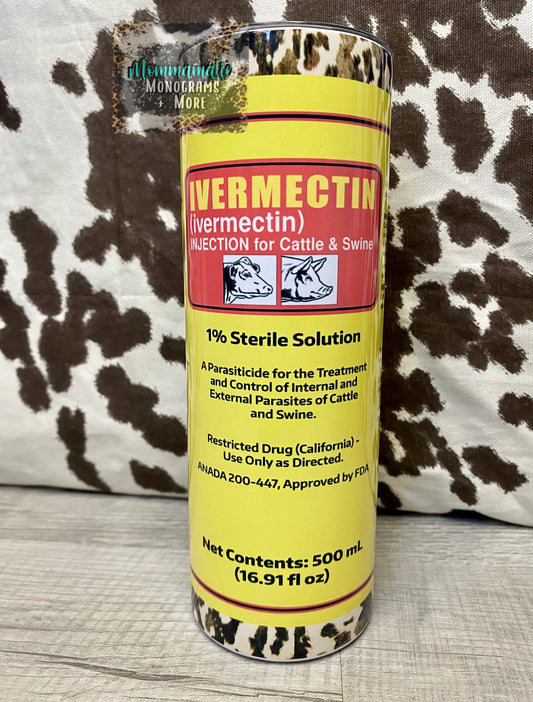 Mommamatic
Monograms
+ More
IVERMECTIN
(ivermectin)
INJECTION for Cattle & Swine
1% Sterile Solution
A Parasiticide for the Treatment
and Control of Internal and
External Parasites of Cattle
and Swine.
Restricted Drug (California) -
Use Only as Directed.
ANADA 200-447, Approved by FDA
Net Contents: 500 mL
(16.91 fl oz)